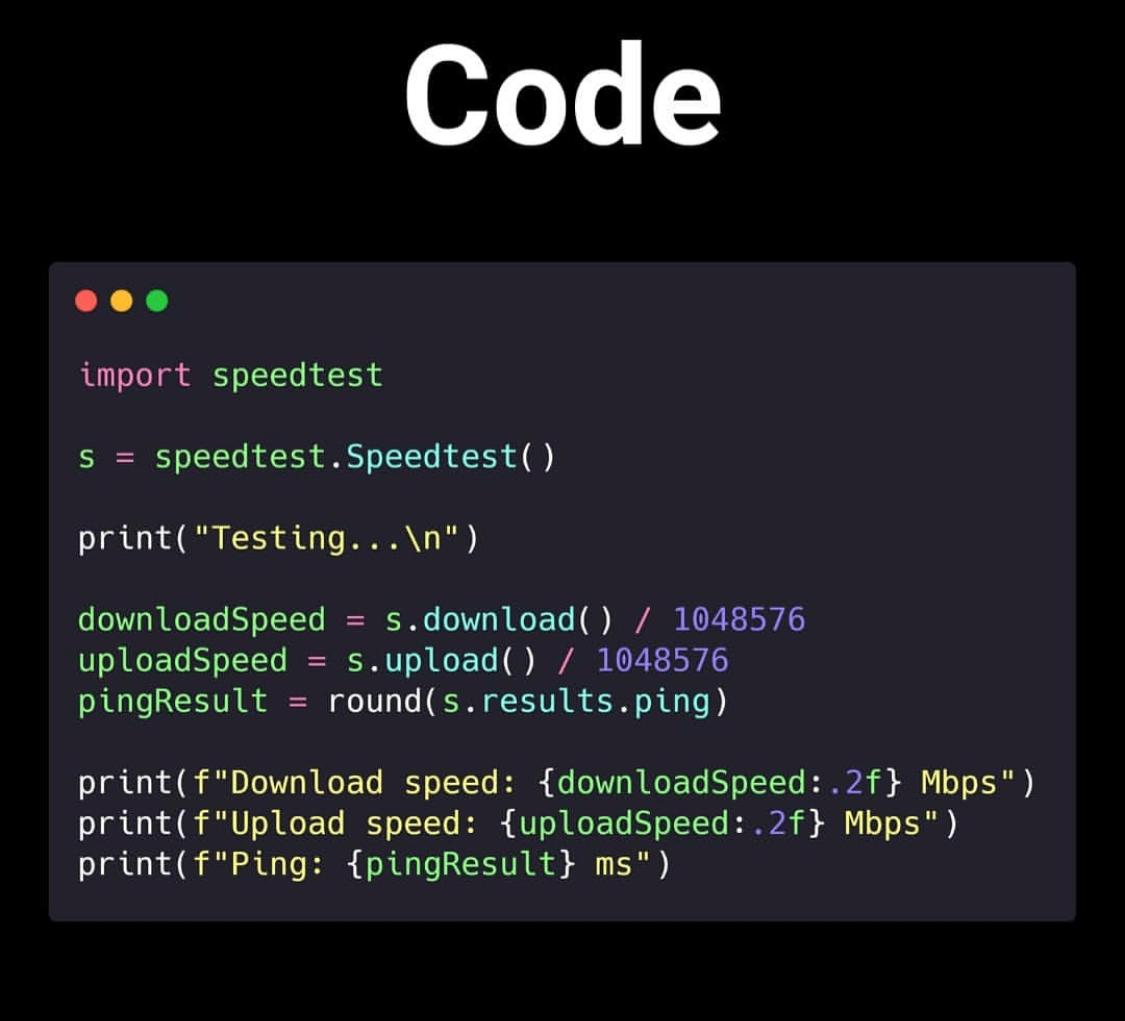 Code
import speedtest
s = speedtest.Speedtest()
print("Testing...\n")
downloadSpeed = s.download() / 1048576
uploadSpeed = s.upload() / 1048576
pingResult = round(s.results.ping)
print(f"Download speed: {downloadSpeed:.2f} Mbps")
print(f"Upload speed: {uploadSpeed:.2f} Mbps")
print(f"Ping: {pingResult} ms")